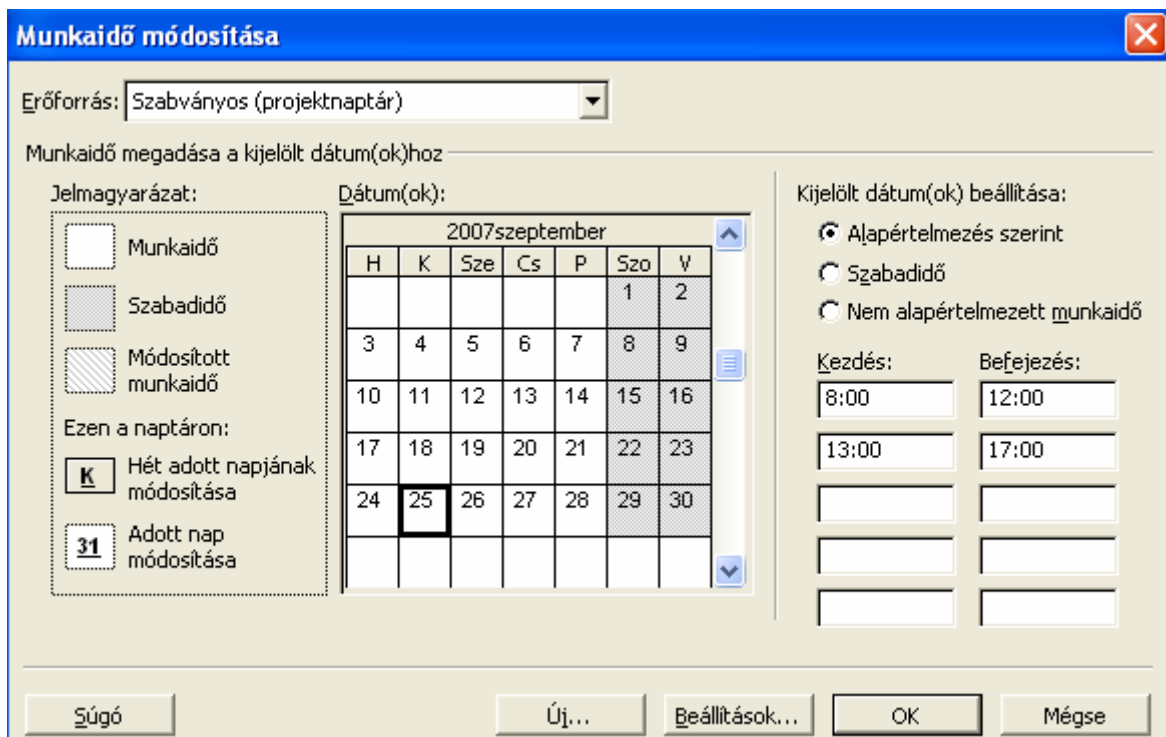 Munkaidő módosítása
Erőforrás: Szabványos (projektnaptár)
Munkaidő megadása a kijelölt dátum(ok)hoz
Jelmagyarázat:
Munkaidő
Szabadidő
Módosított
munkaidő
Ezen a naptáron:
K Hét adott napjának
módosítása
31 Adott nap
módosítása
Dátum(ok):
2007szeptember
H K Sze Cs P Szo V
1 2
3 4 5 6 7 8 9
10 11 12 13 14 15 16
17 18 19 20 21 22 23
24 25 26 27 28 29 30
Kijelölt dátum(ok) beállítása:
Alapértelmezés szerint
Szabadidő
Nem alapértelmezett munkaidő
Kezdés: Befejezés:
8:00 12:00
13:00 17:00
Súgó Új... Beállítások... OK Mégse